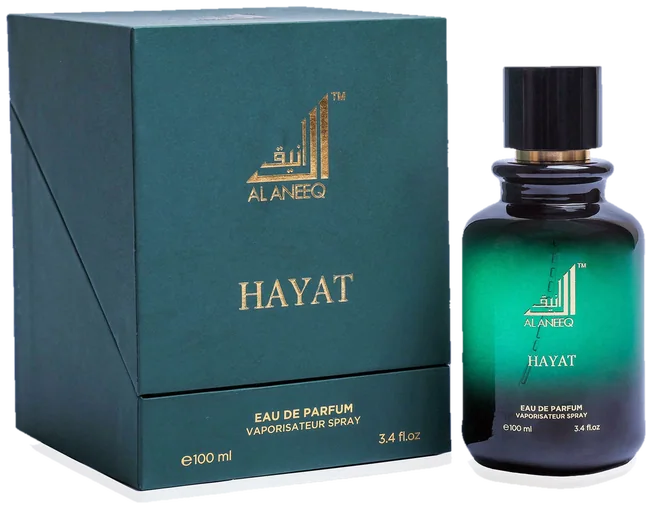 TM
الانيق
AL ANEEQ
HAYAT
EAU DE PARFUM
VAPORISATEUR SPRAY
℮100 ml
3.4 fl.oz
TM
الانيق
AL ANEEQ
HAYAT
EAU DE PARFUM
VAPORISATEUR SPRAY
℮100 ml
3.4 fl.oz